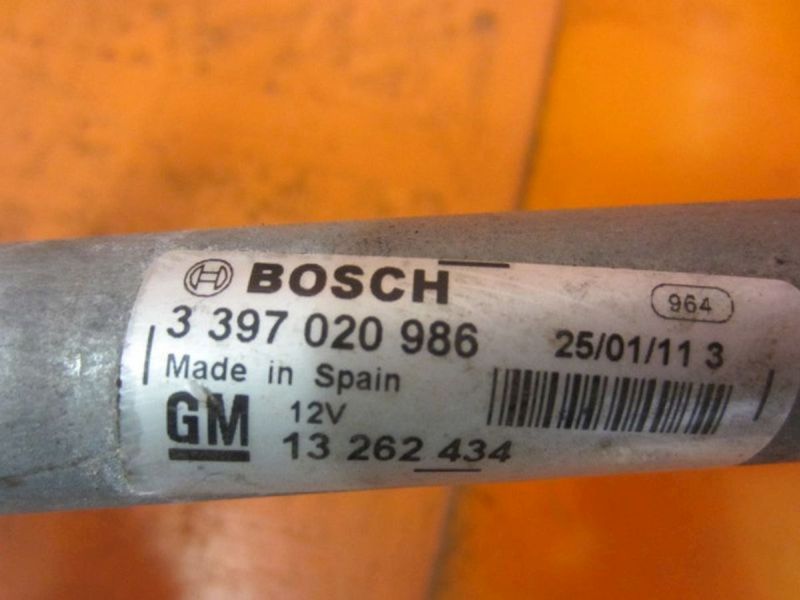 BOSCH
964
3 397 020 986
25/01/11 3
Made in Spain
GM
12V
13 262 434